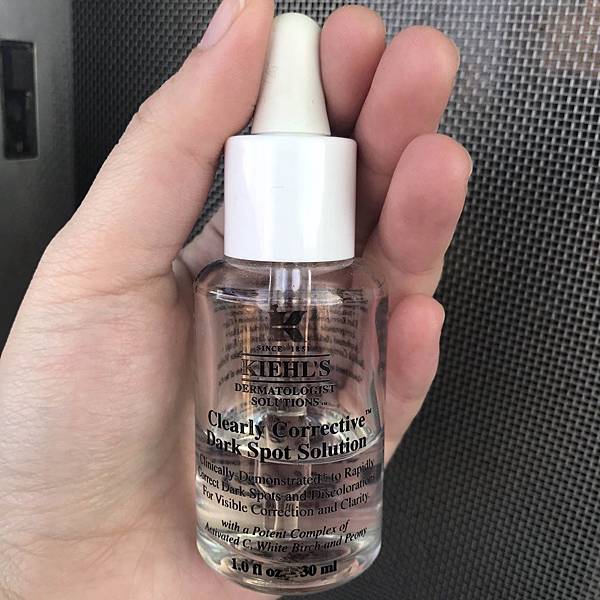 K
SINCE 1851
KIEHL'S
DERMATOLOGIST
SOLUTIONS™
Clearly Corrective™
Dark Spot Solution
Clinically-Demonstrated to Rapidly
Correct Dark Spots and Discoloration
For Visible Correction and Clarity.
with a Potent Complex of
Activated C, White Birch and Peony
1.0 fl oz. - 30 ml